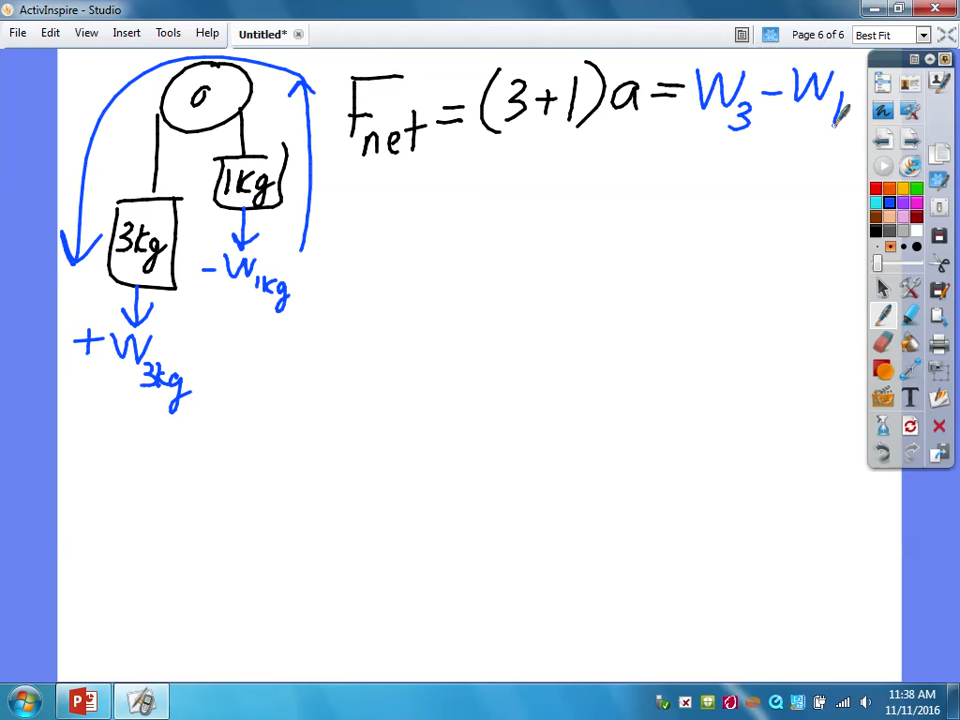 ActivInspire - Studio
File Edit View Insert Tools Help Untitled* Page 6 of 6 Best Fit
Fnet = (3+1)a = W3 - W1
1kg
3kg
-W1kg
+W3kg
T
11:38 AM
11/11/2016